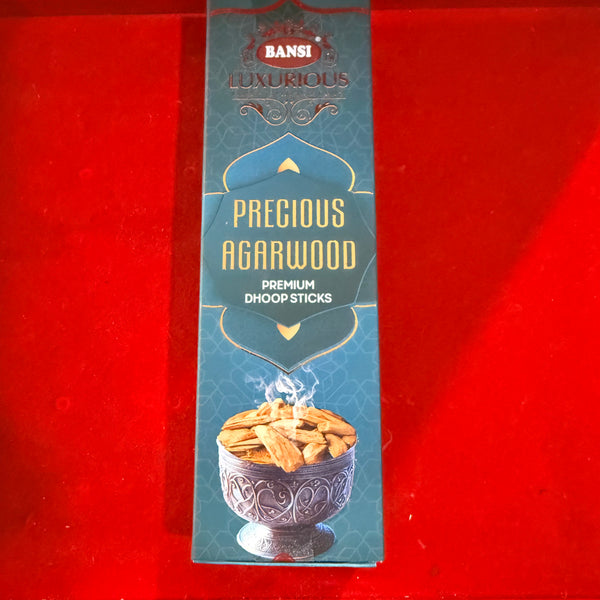 BANSI®
LUXURIOUS
PRECIOUS
AGARWOOD
PREMIUM
DHOOP STICKS